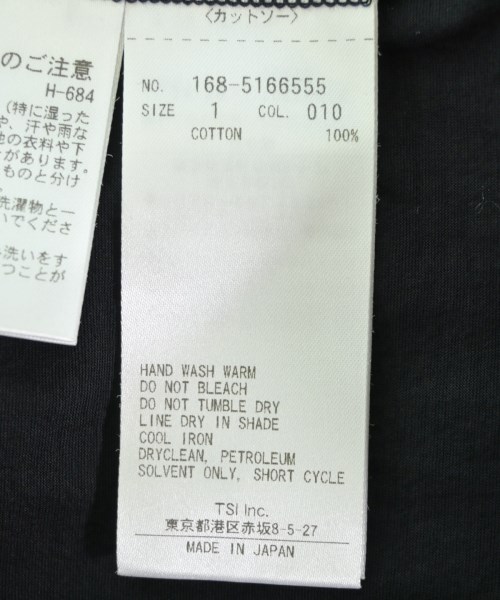 のご注意
H-684
（特に湿った
や、汗や雨な
他の衣料や下
とがあります。
ものと分け
洗濯物と一
いでくださ
洗いをす
つことが
〈カットソー〉
NO. 168-5166555
SIZE 1 COL. 010
COTTON 100%
HAND WASH WARM
DO NOT BLEACH
DO NOT TUMBLE DRY
LINE DRY IN SHADE
COOL IRON
DRYCLEAN, PETROLEUM
SOLVENT ONLY, SHORT CYCLE
TSI Inc.
東京都港区赤坂8-5-27
MADE IN JAPAN